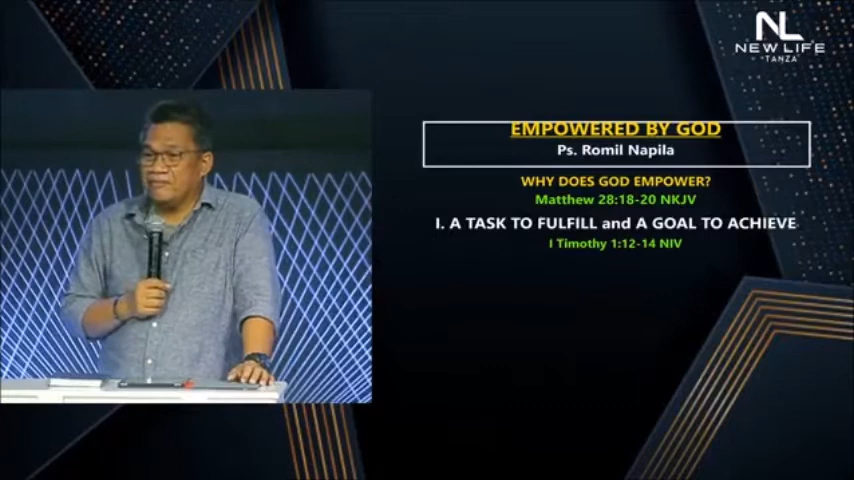 NL
NEW LIFE
TANZA
EMPOWERED BY GOD
Ps. Romil Napila
WHY DOES GOD EMPOWER?
Matthew 28:18-20 NKJV
I. A TASK TO FULFILL and A GOAL TO ACHIEVE
I Timothy 1:12-14 NIV